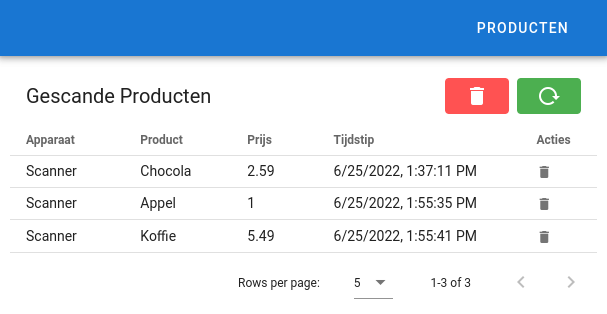 PRODUCTEN
Gescande Producten
Apparaat Product Prijs Tijdstip Acties
Scanner Chocola 2.59 6/25/2022, 1:37:11 PM
Scanner Appel 1 6/25/2022, 1:55:35 PM
Scanner Koffie 5.49 6/25/2022, 1:55:41 PM
Rows per page: 5 1-3 of 3